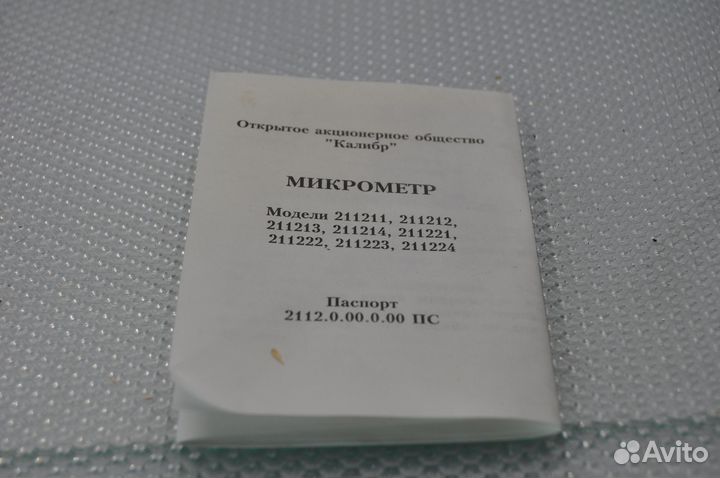 Открытое акционерное общество
"Калибр"
МИКРОМЕТР
Модели 211211, 211212,
211213, 211214, 211221,
211222, 211223, 211224
Паспорт
2112.0.00.0.00 ПС
Avito